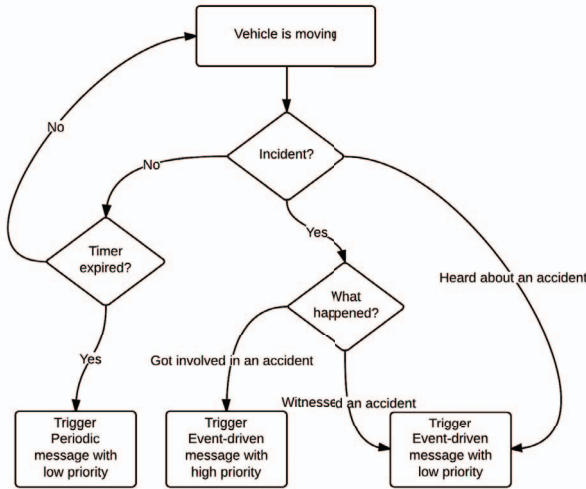 Vehicle is moving
No
Incident?
No
Yes
Timer
expired?
What
happened?
Heard about an accident
Yes
Got involved in an accident
Witnessed an accident
Trigger
Periodic
message with
low priority
Trigger
Event-driven
message with
high priority
Trigger
Event-driven
message with
low priority